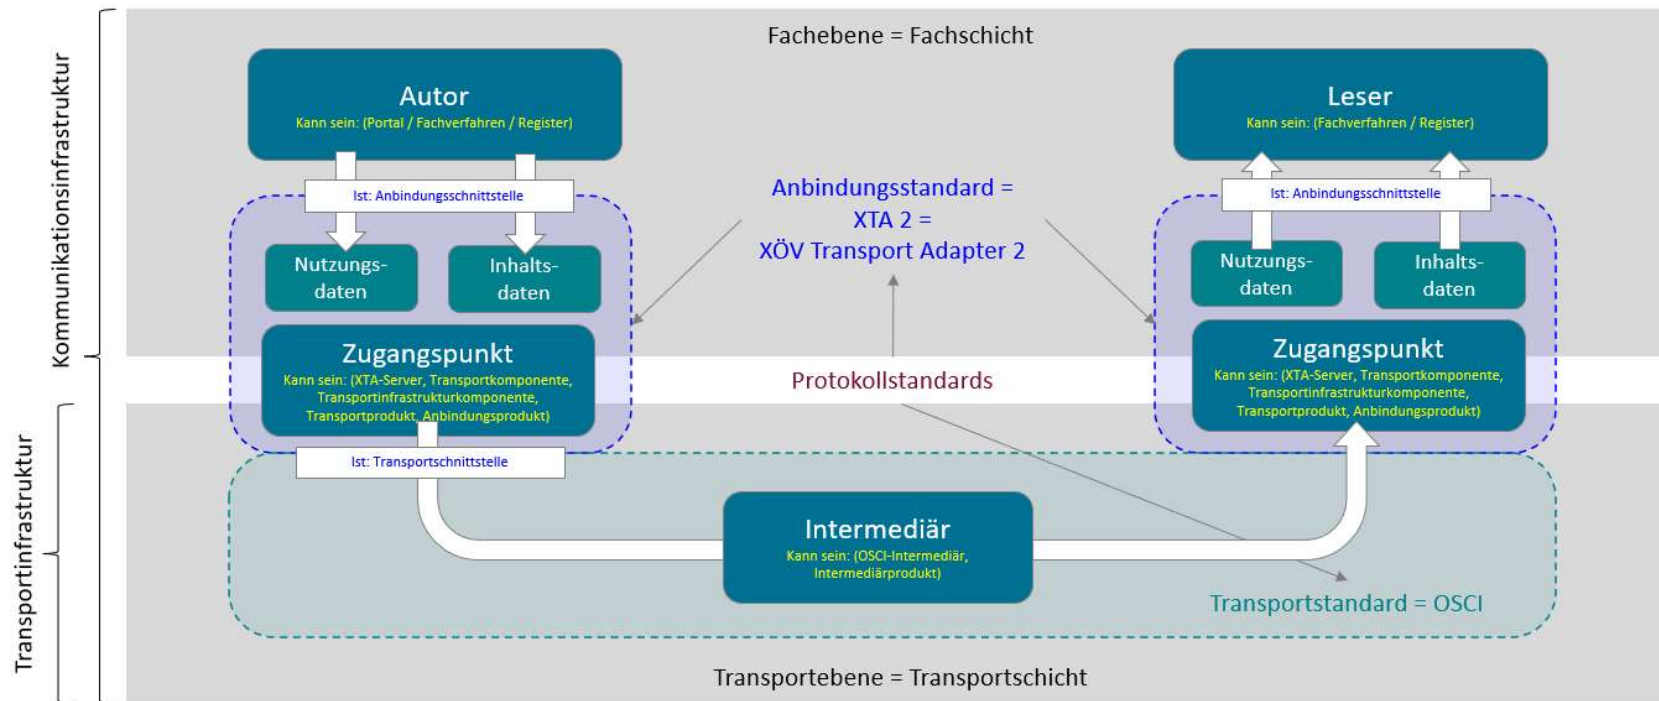 Fachebene = Fachschicht
Kommunikationsinfrastruktur
Autor
Kann sein: (Portal / Fachverfahren / Register)
Leser
Kann sein: (Fachverfahren / Register)
Ist: Anbindungsschnittstelle
Anbindungsstandard =
XTA 2 =
XÖV Transport Adapter 2
Ist: Anbindungsschnittstelle
Nutzungs-
daten
Inhalts-
daten
Nutzungs-
daten
Inhalts-
daten
Zugangspunkt
Kann sein: (XTA-Server, Transportkomponente,
Transportinfrastrukturkomponente,
Transportprodukt, Anbindungsprodukt)
Protokollstandards
Zugangspunkt
Kann sein: (XTA-Server, Transportkomponente,
Transportinfrastrukturkomponente,
Transportprodukt, Anbindungsprodukt)
Transportinfrastruktur
Ist: Transportschnittstelle
Intermediär
Kann sein: (OSCI-Intermediär,
Intermediärprodukt)
Transportstandard = OSCI
Transportebene = Transportschicht